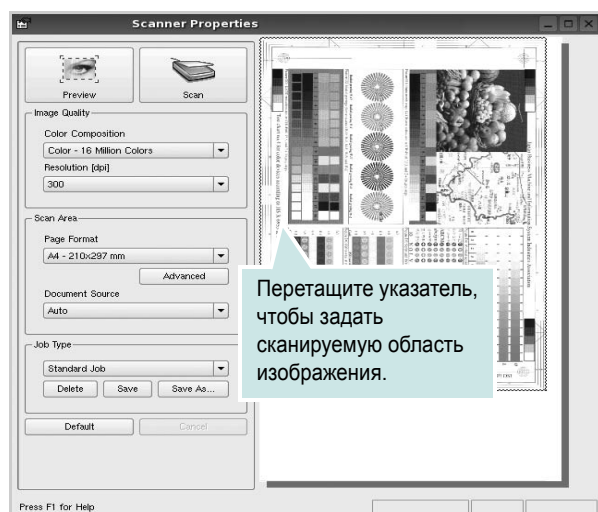 Scanner Properties
Preview
Scan
Image Quality
Color Composition
Color - 16 Million Colors
Resolution [dpi]
300
Scan Area
Page Format
A4 - 210x297 mm
Advanced
Document Source
Auto
Job Type
Standard Job
Delete
Save
Save As...
Default
Cancel
Перетащите указатель,
чтобы задать
сканируемую область
изображения.
Press F1 for Help